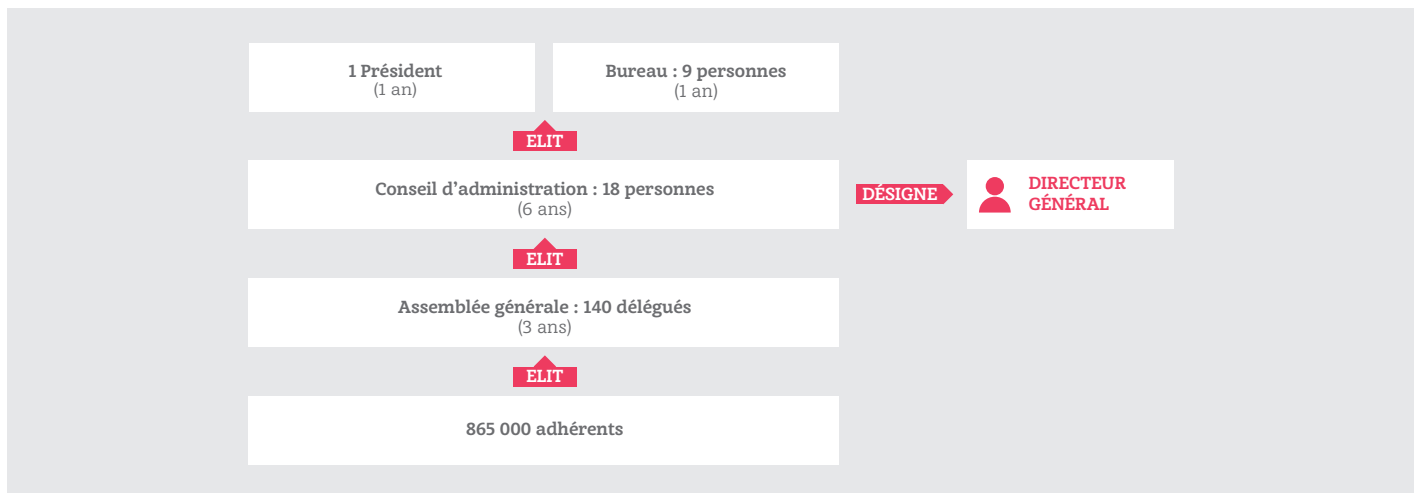 1 Président
(1 an)
Bureau : 9 personnes
(1 an)
ELIT
Conseil d’administration : 18 personnes
(6 ans)
DÉSIGNE
DIRECTEUR
GÉNÉRAL
ELIT
Assemblée générale : 140 délégués
(3 ans)
ELIT
865 000 adhérents